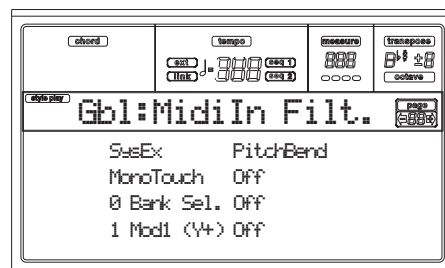 chord tempo measure transpose
ext seq 1
link seq 2
octave
style play
Gbl:MidiIn Filt.
page
SysEx PitchBend
MonoTouch Off
0 Bank Sel. Off
1 Mod1 (Y+) Off